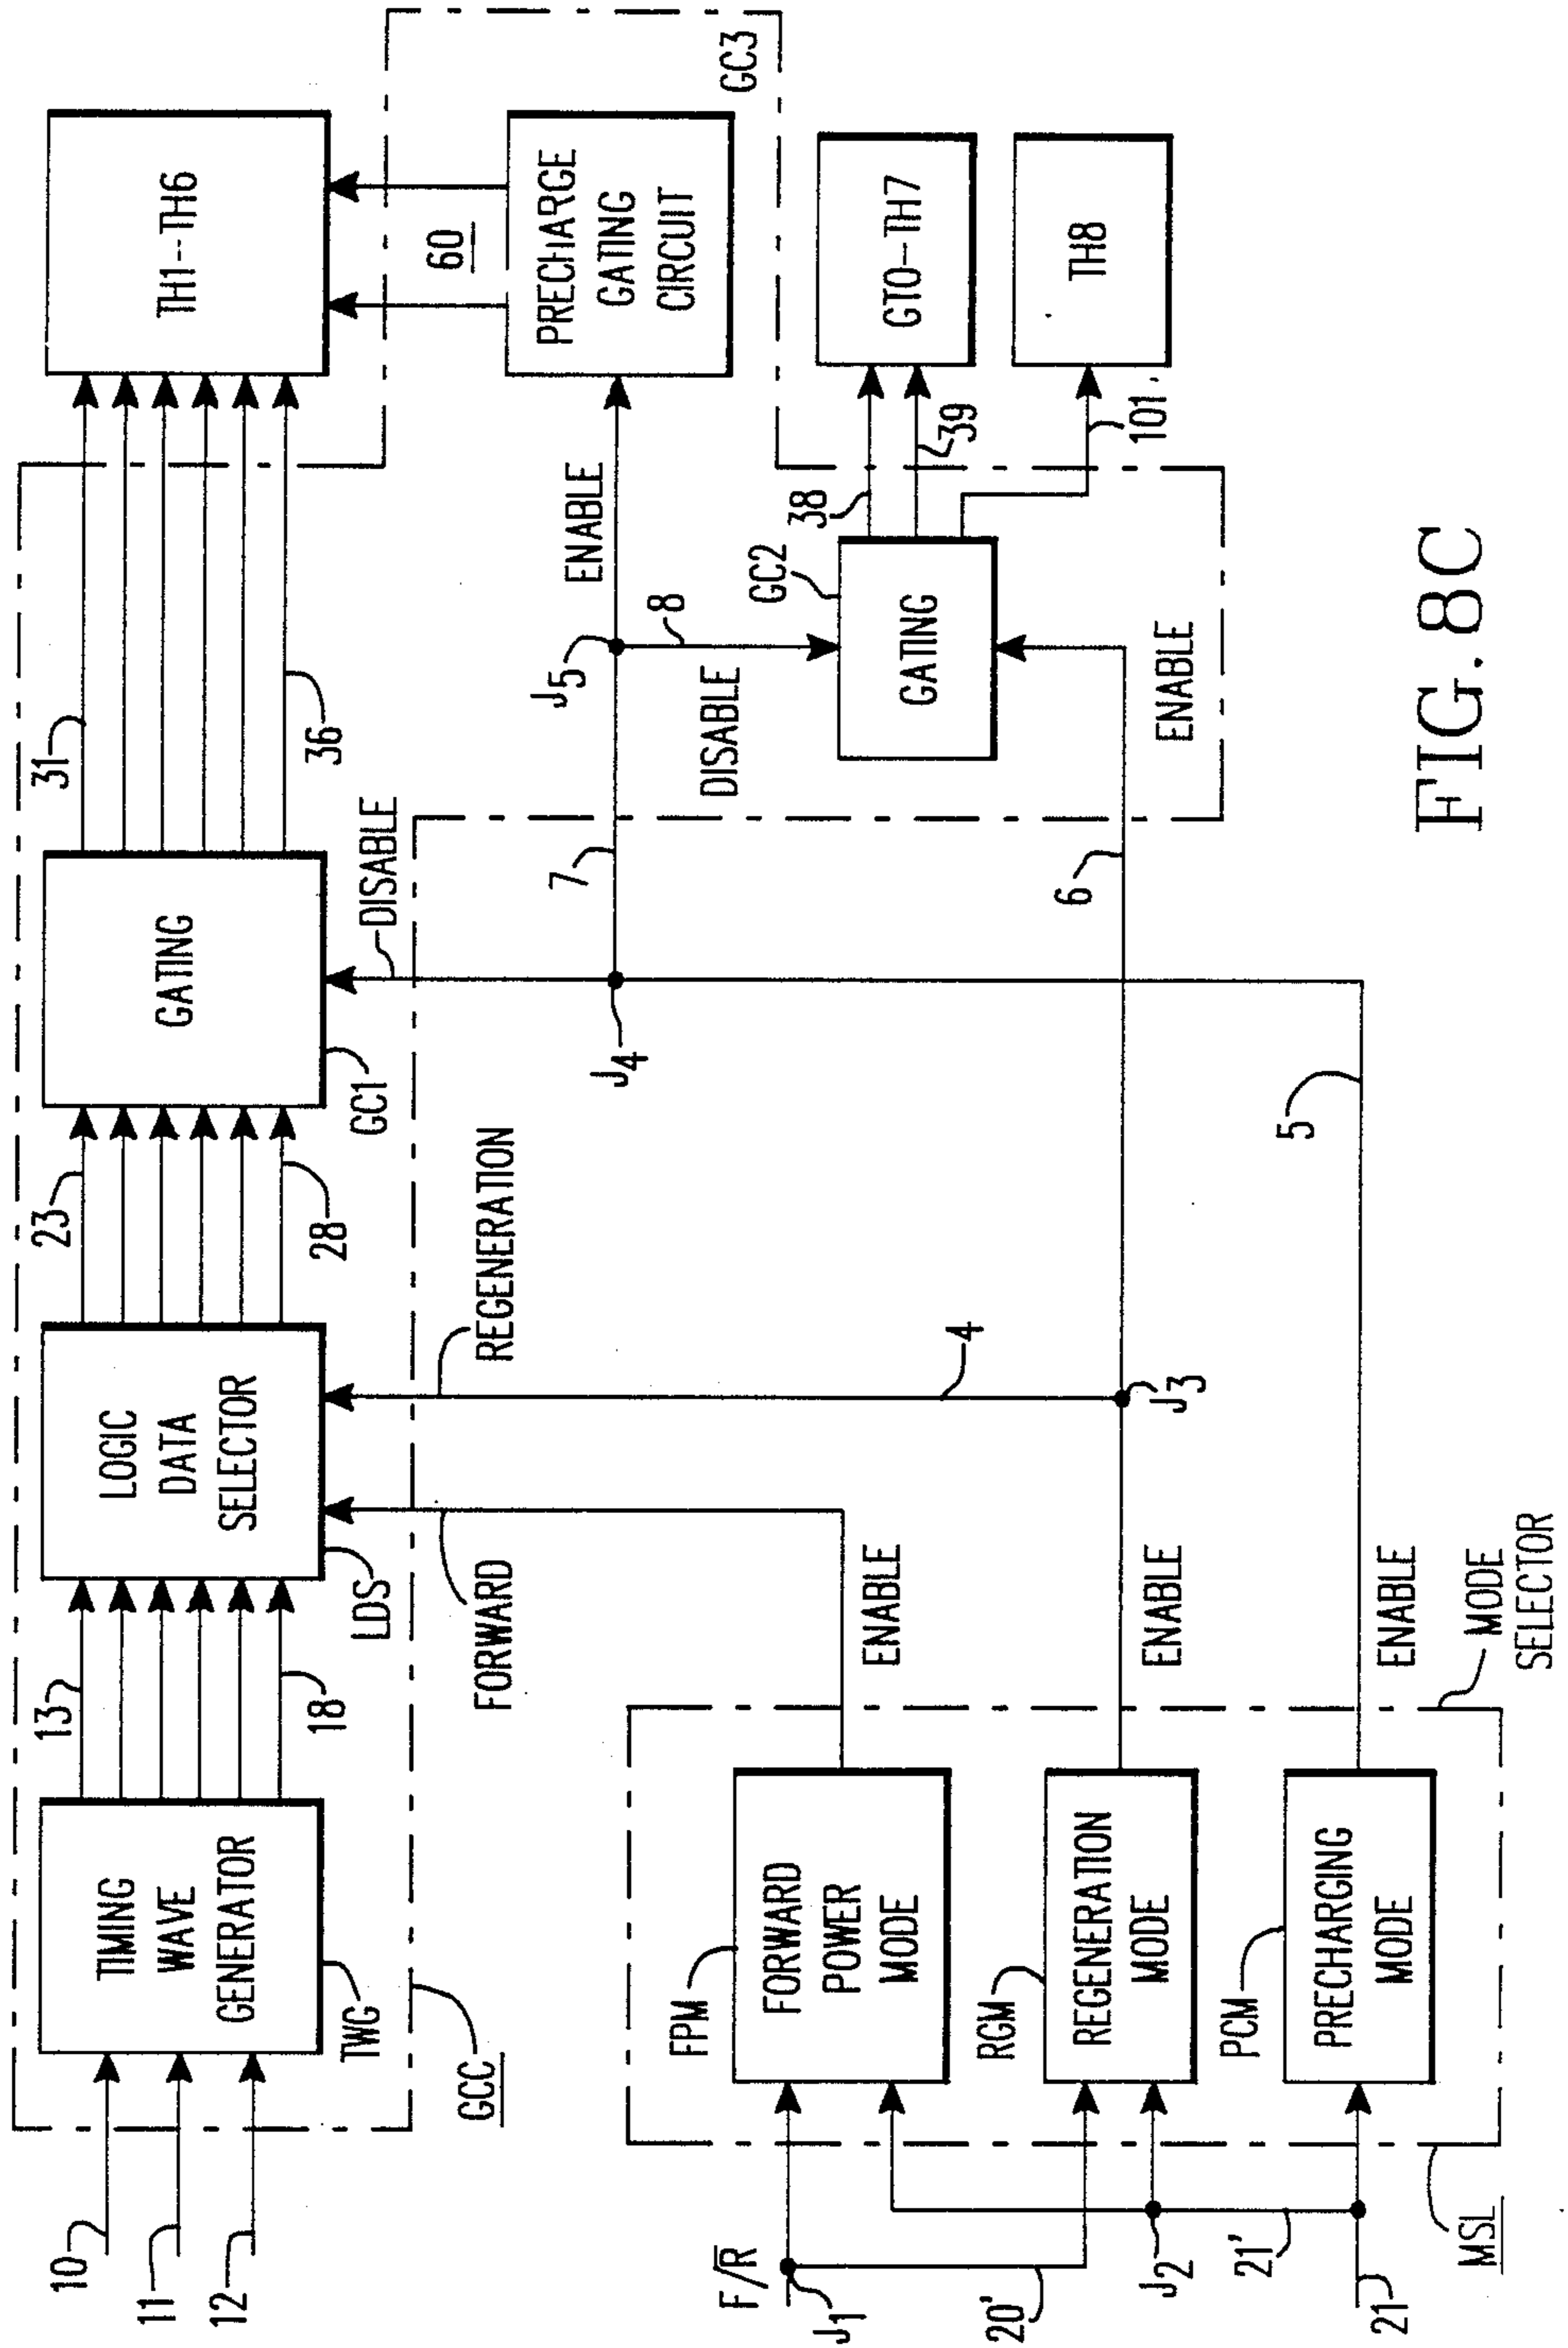 10
11
12
TIMING
WAVE
GENERATOR
TWG
GCC
13
18
LOGIC
DATA
SELECTOR
LDS
FORWARD
REGENERATION
23
28
GATING
GC1
DISABLE
31
36
TH1--TH6
60
PRECHARGE
GATING
CIRCUIT
GC3
ENABLE
J5
8
DISABLE
7
J4
GC2
GATING
38
39
GTO--TH7
101
TH8
ENABLE
6
4
J3
5
F/R̅
J1
20'
J2
21'
21
MSL
FPM
FORWARD
POWER
MODE
ENABLE
RGM
REGENERATION
MODE
ENABLE
PCM
PRECHARGING
MODE
ENABLE
MODE
SELECTOR
FIG. 8C